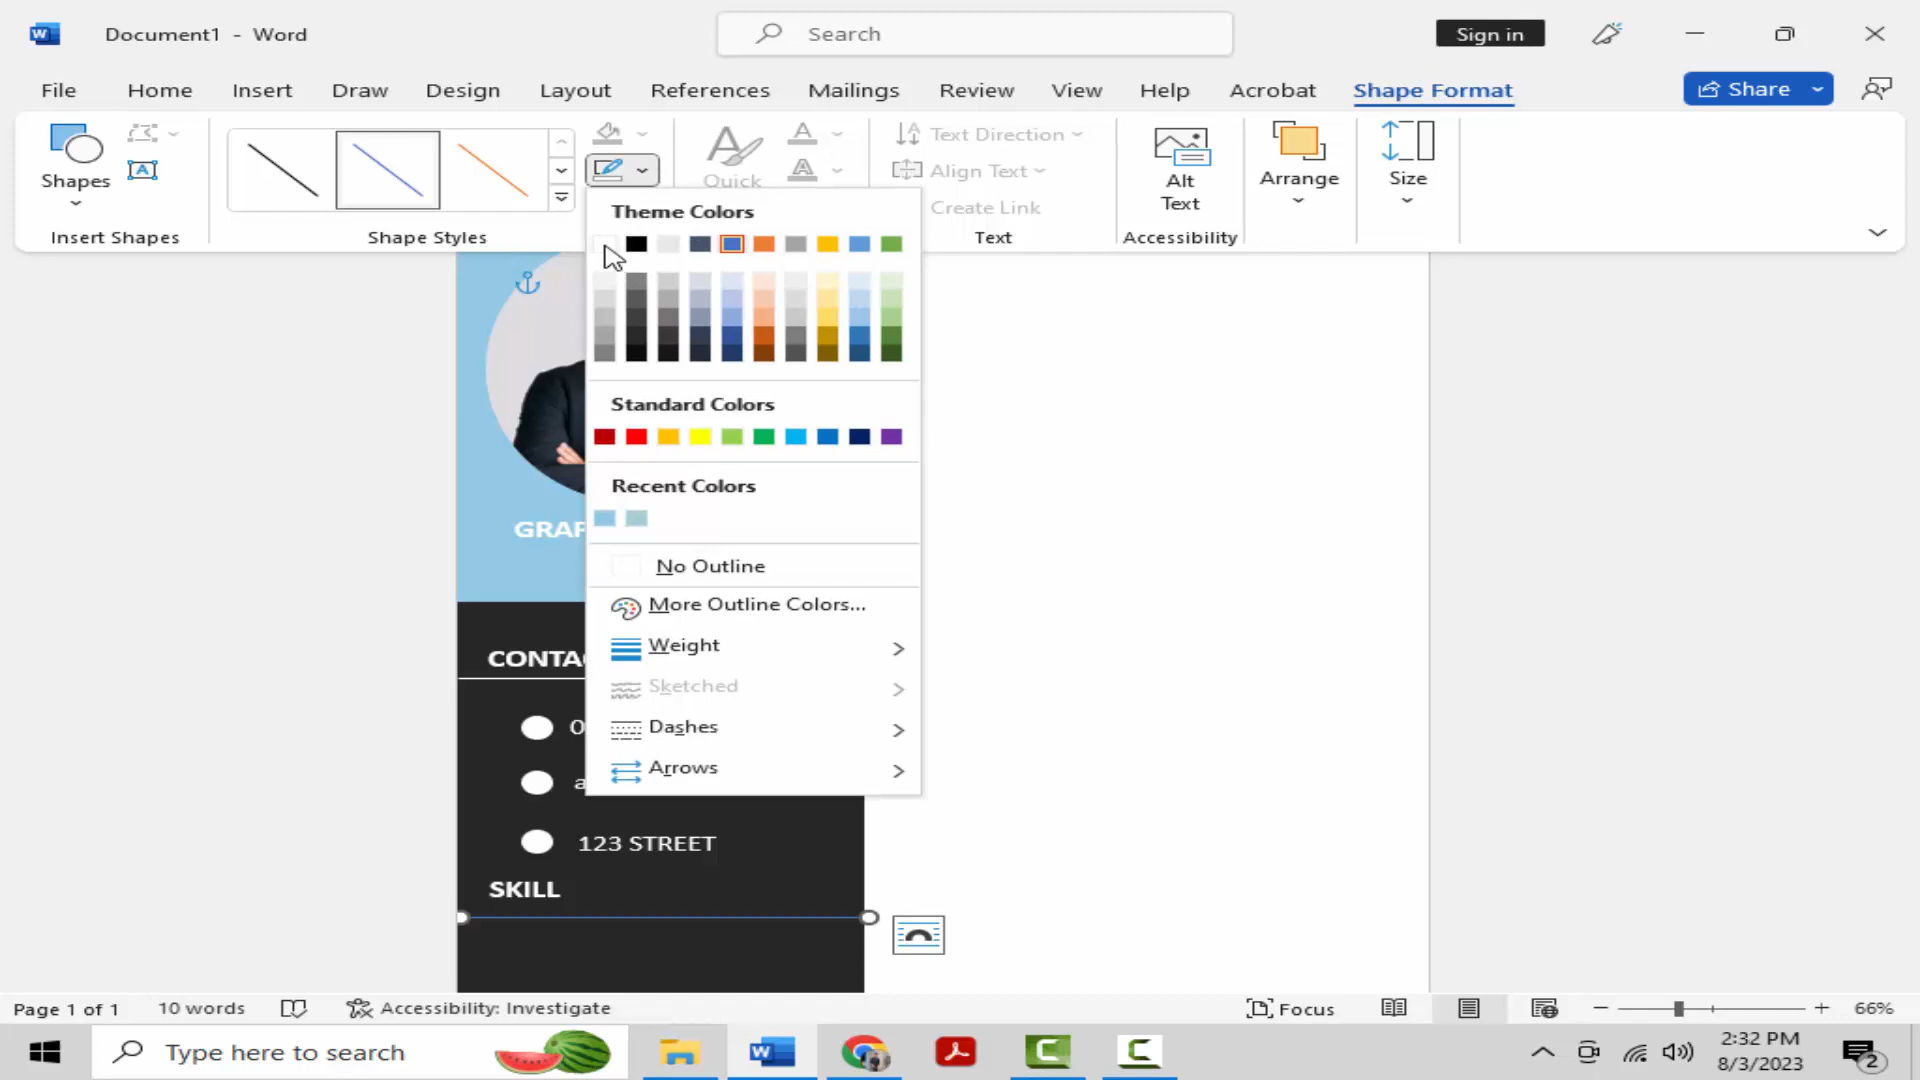 Document1 - Word
Search
Sign in
File Home Insert Draw Design Layout References Mailings Review View Help Acrobat Shape Format
Share
Shapes
Quick
Text Direction
Align Text
Create Link
Alt
Text
Arrange
Size
Insert Shapes
Shape Styles
Text
Accessibility
Theme Colors
Standard Colors
Recent Colors
No Outline
More Outline Colors...
Weight
Sketched
Dashes
Arrows
123 STREET
SKILL
Page 1 of 1 10 words Accessibility: Investigate
Focus
66%
Type here to search
2:32 PM
8/3/2023
2